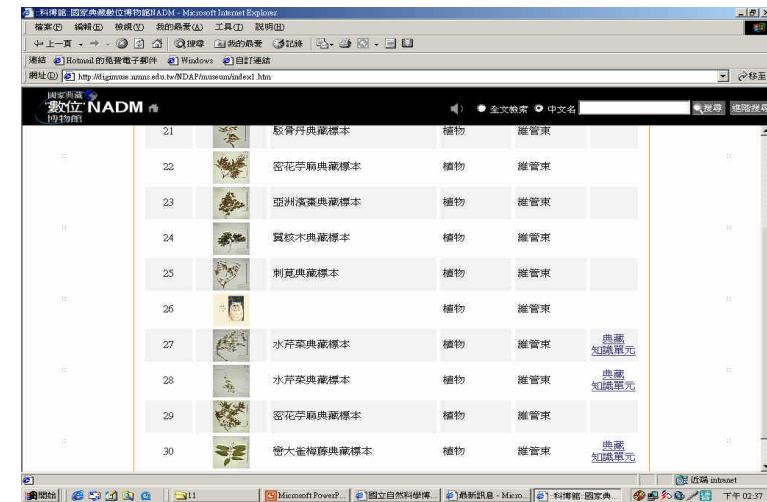 科博館 國家典藏數位博物館NADM - Microsoft Internet Explorer
檔案(F) 編輯(E) 檢視(V) 我的最愛(A) 工具(T) 說明(H)
上一頁 搜尋 我的最愛 記錄
連結 Hotmail 的免費電子郵件 Windows 自訂連結
網址(D) http://digimuse.nmns.edu.tw/NDAP/museum/index1.htm 移至
國家典藏
數位 NADM
博物館
全文檢索 中文名 搜尋 進階搜尋
21 駁骨丹典藏標本 植物 維管束
22 密花苧麻典藏標本 植物 維管束
23 亞洲濱棗典藏標本 植物 維管束
24 翼核木典藏標本 植物 維管束
25 刺莧典藏標本 植物 維管束
26 植物 維管束
27 水芹菜典藏標本 植物 維管束 典藏
知識單元
28 水芹菜典藏標本 植物 維管束 典藏
知識單元
29 密花苧麻典藏標本 植物 維管束
30 巒大雀梅藤典藏標本 植物 維管束 典藏
知識單元
近端 intranet
開始 11 Microsoft PowerP... 國立自然科學博... 最新訊息 - Micro... 科博館 國家典... 下午 02:37